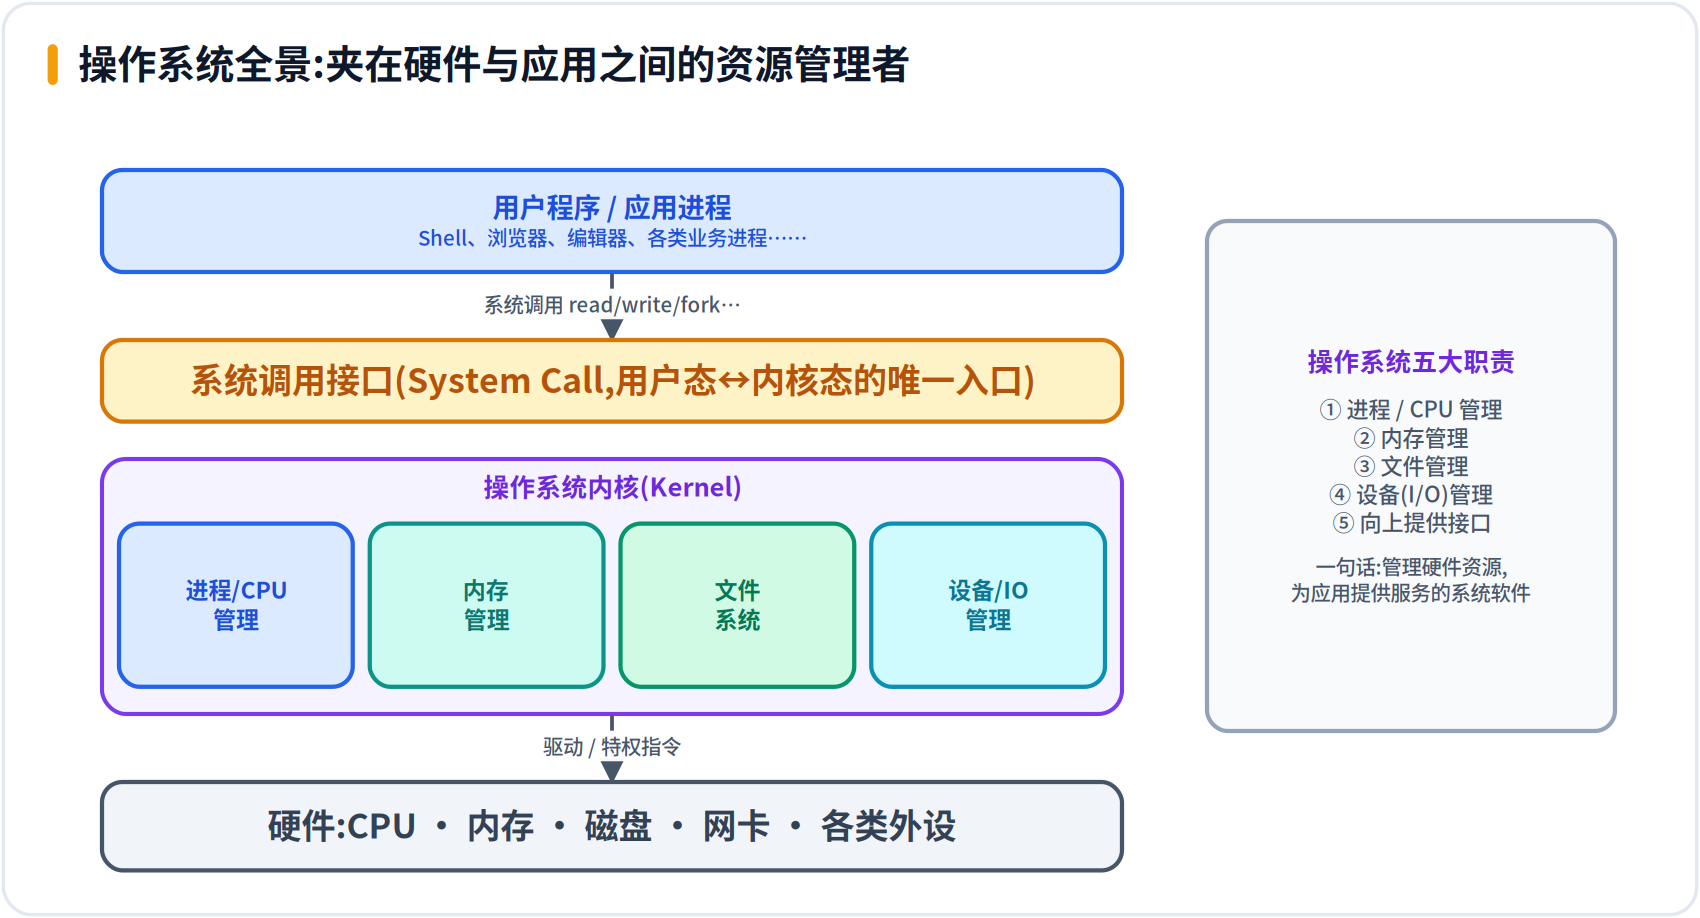 操作系统全景:夹在硬件与应用之间的资源管理者
用户程序 / 应用进程
Shell、浏览器、编辑器、各类业务进程……
系统调用 read/write/fork…
系统调用接口(System Call,用户态↔内核态的唯一入口)
操作系统内核(Kernel)
进程/CPU
管理
内存
管理
文件
系统
设备/IO
管理
驱动 / 特权指令
硬件:CPU · 内存 · 磁盘 · 网卡 · 各类外设
操作系统五大职责
① 进程 / CPU 管理
② 内存管理
③ 文件管理
④ 设备(I/O)管理
⑤ 向上提供接口
一句话:管理硬件资源,
为应用提供服务的系统软件